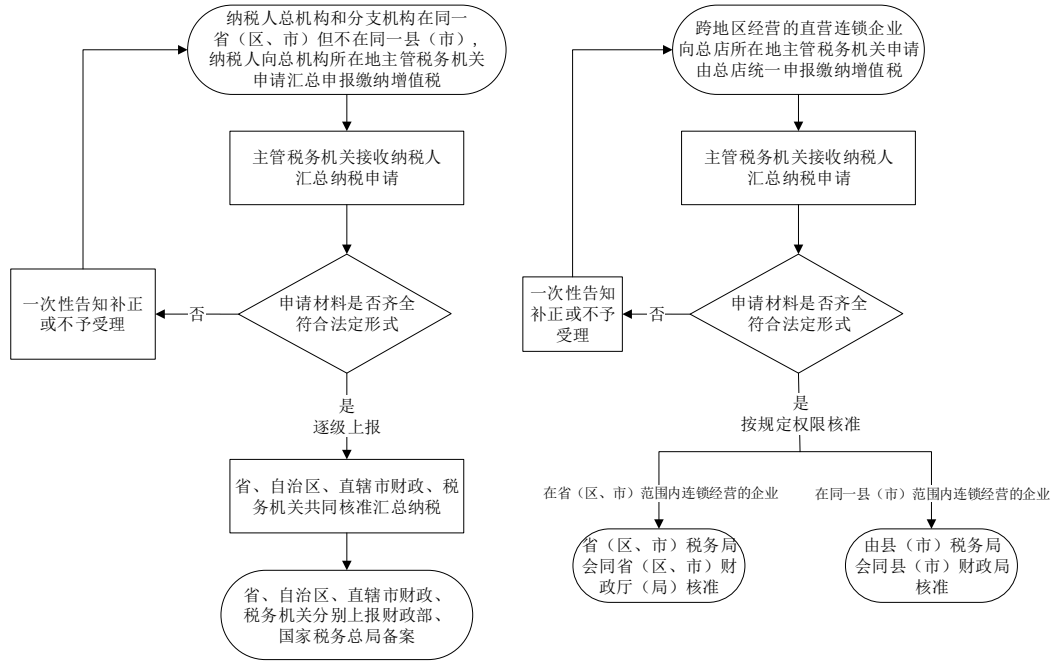 纳税人总机构和分支机构在同一
省（区、市）但不在同一县（市），
纳税人向总机构所在地主管税务机关
申请汇总申报缴纳增值税
主管税务机关接收纳税人
汇总纳税申请
申请材料是否齐全
符合法定形式
否
一次性告知补正
或不予受理
是
逐级上报
省、自治区、直辖市财政、税
务机关共同核准汇总纳税
省、自治区、直辖市财政、
税务机关分别上报财政部、
国家税务总局备案
跨地区经营的直营连锁企业
向总店所在地主管税务机关申请
由总店统一申报缴纳增值税
主管税务机关接收纳税人
汇总纳税申请
申请材料是否齐全
符合法定形式
否
一次性告知
补正或不予
受理
是
按规定权限核准
在省（区、市）范围内连锁经营的企业
省（区、市）税务局
会同省（区、市）财
政厅（局）核准
在同一县（市）范围内连锁经营的企业
由县（市）税务局
会同县（市）财政局
核准